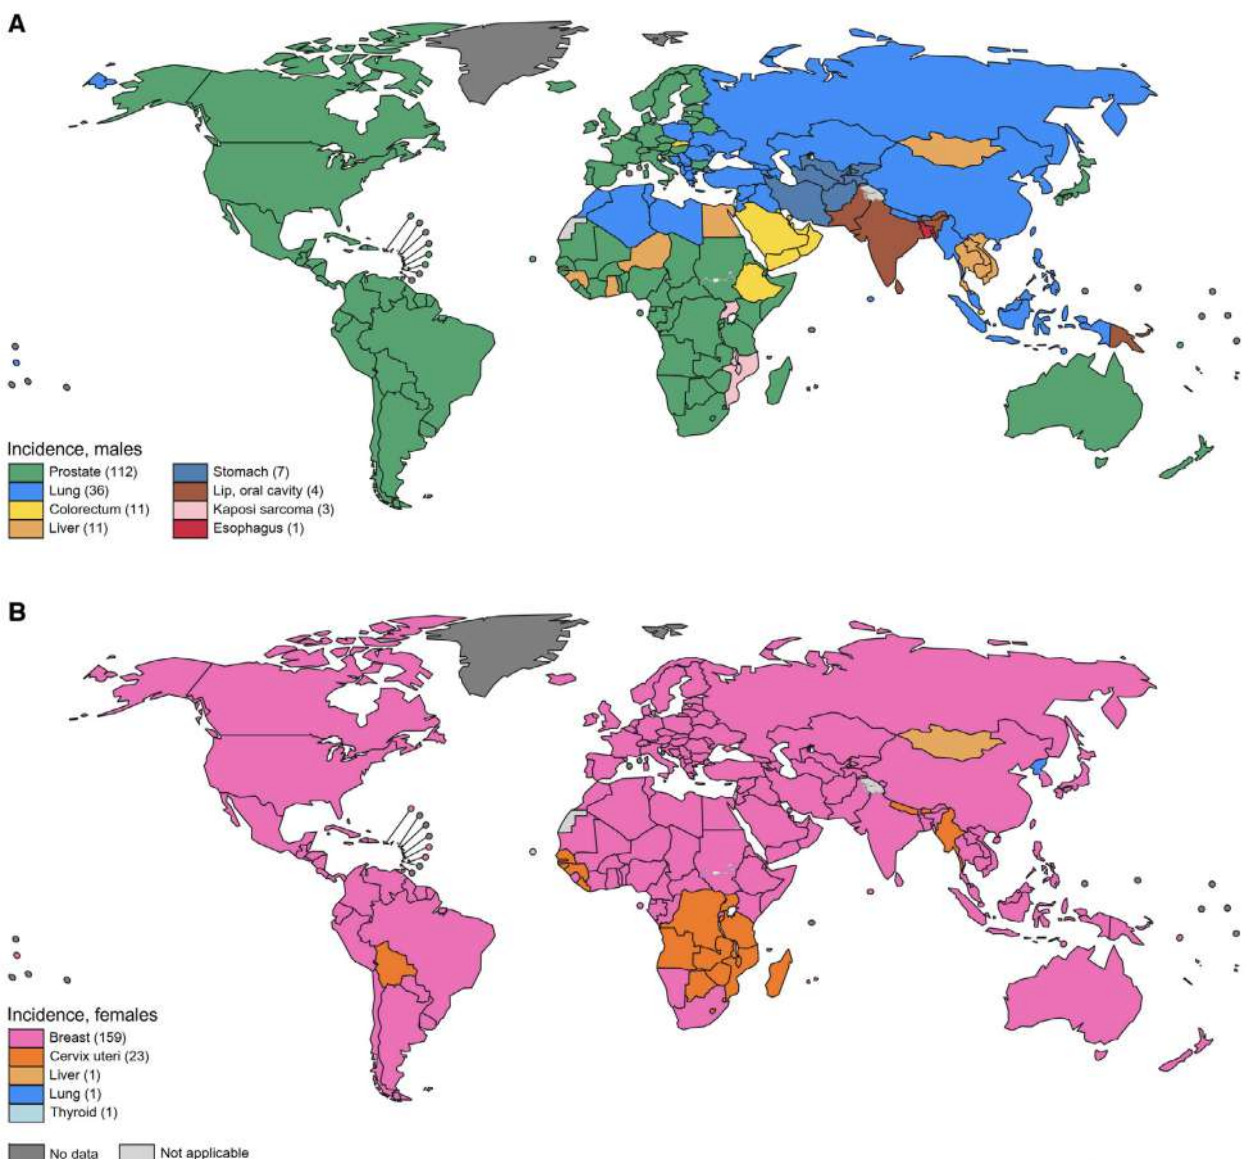 A
Incidence, males
Prostate (112)
Lung (36)
Colorectum (11)
Liver (11)
Stomach (7)
Lip, oral cavity (4)
Kaposi sarcoma (3)
Esophagus (1)
B
Incidence, females
Breast (159)
Cervix uteri (23)
Liver (1)
Lung (1)
Thyroid (1)
No data
Not applicable